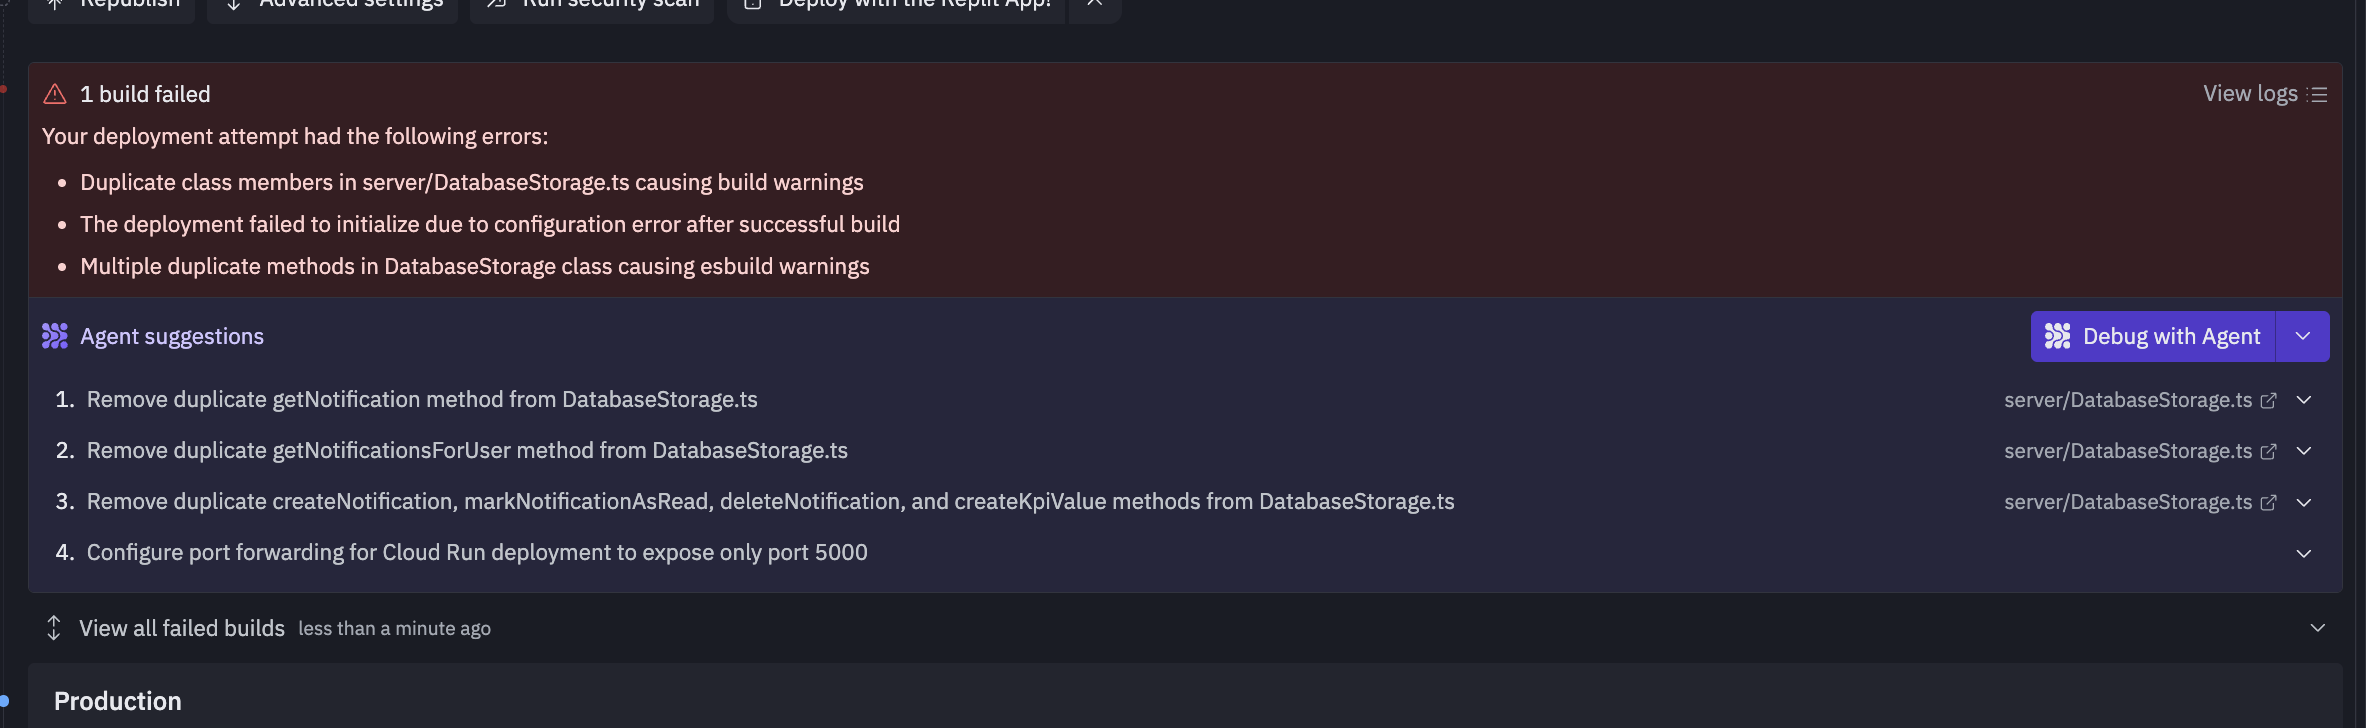 Republish Advanced settings Run security scan Deploy with the Replit App!
1 build failed View logs
Your deployment attempt had the following errors:
• Duplicate class members in server/DatabaseStorage.ts causing build warnings
• The deployment failed to initialize due to configuration error after successful build
• Multiple duplicate methods in DatabaseStorage class causing esbuild warnings
Agent suggestions Debug with Agent
1. Remove duplicate getNotification method from DatabaseStorage.ts server/DatabaseStorage.ts
2. Remove duplicate getNotificationsForUser method from DatabaseStorage.ts server/DatabaseStorage.ts
3. Remove duplicate createNotification, markNotificationAsRead, deleteNotification, and createKpiValue methods from DatabaseStorage.ts server/DatabaseStorage.ts
4. Configure port forwarding for Cloud Run deployment to expose only port 5000
View all failed builds less than a minute ago
Production